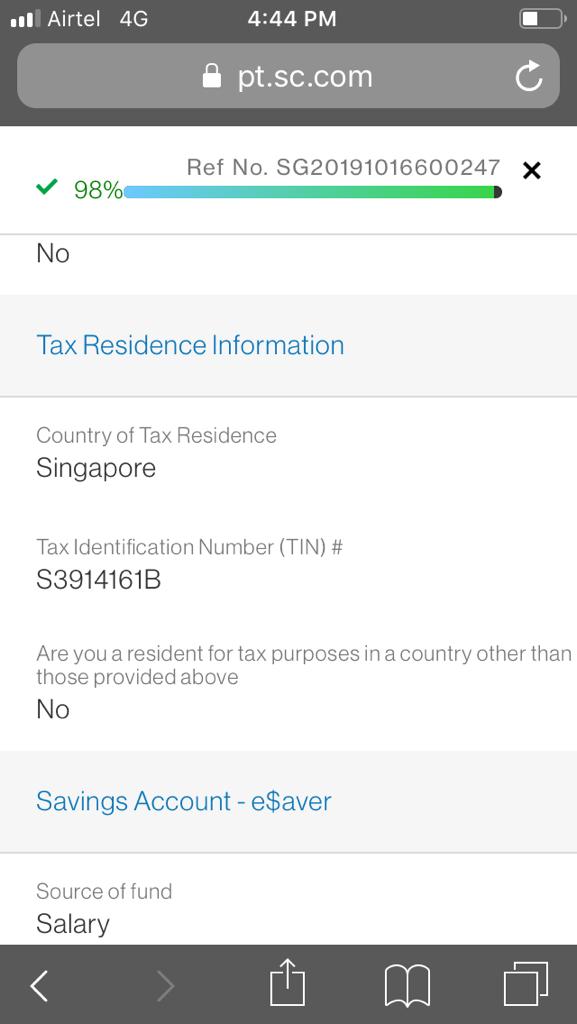 Airtel 4G 4:44 PM
pt.sc.com
Ref No. SG20191016600247
98%
No
Tax Residence Information
Country of Tax Residence
Singapore
Tax Identification Number (TIN) #
S3914161B
Are you a resident for tax purposes in a country other than
those provided above
No
Savings Account - e$aver
Source of fund
Salary